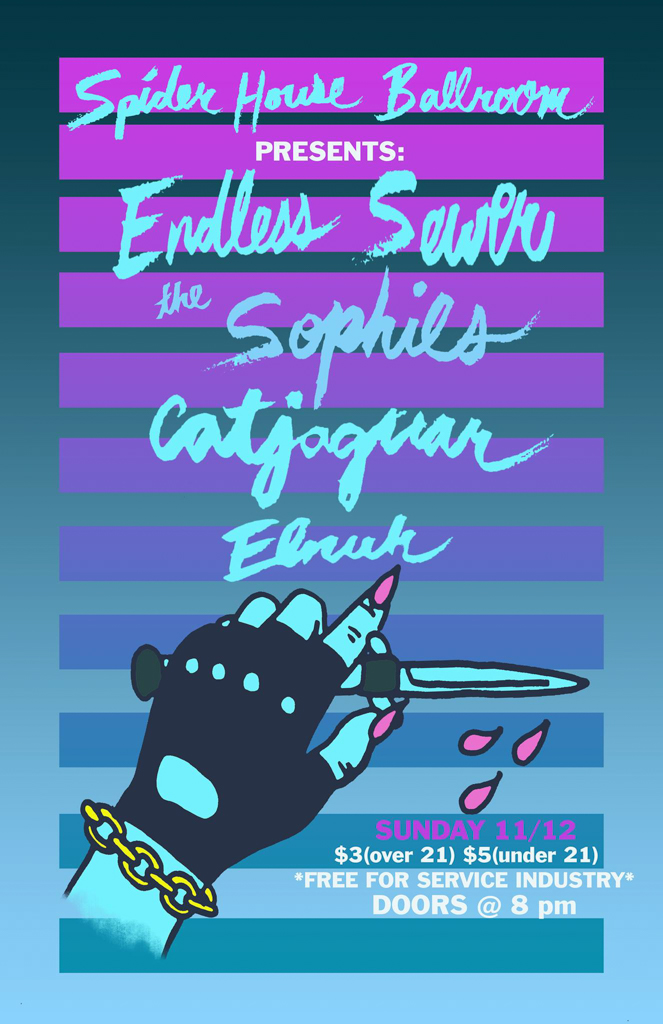 Spider House Ballroom
PRESENTS:
Endless Sewer
the Sophies
Catjaguar
Elnuh
SUNDAY 11/12
$3(over 21) $5(under 21)
*FREE FOR SERVICE INDUSTRY*
DOORS @ 8 pm